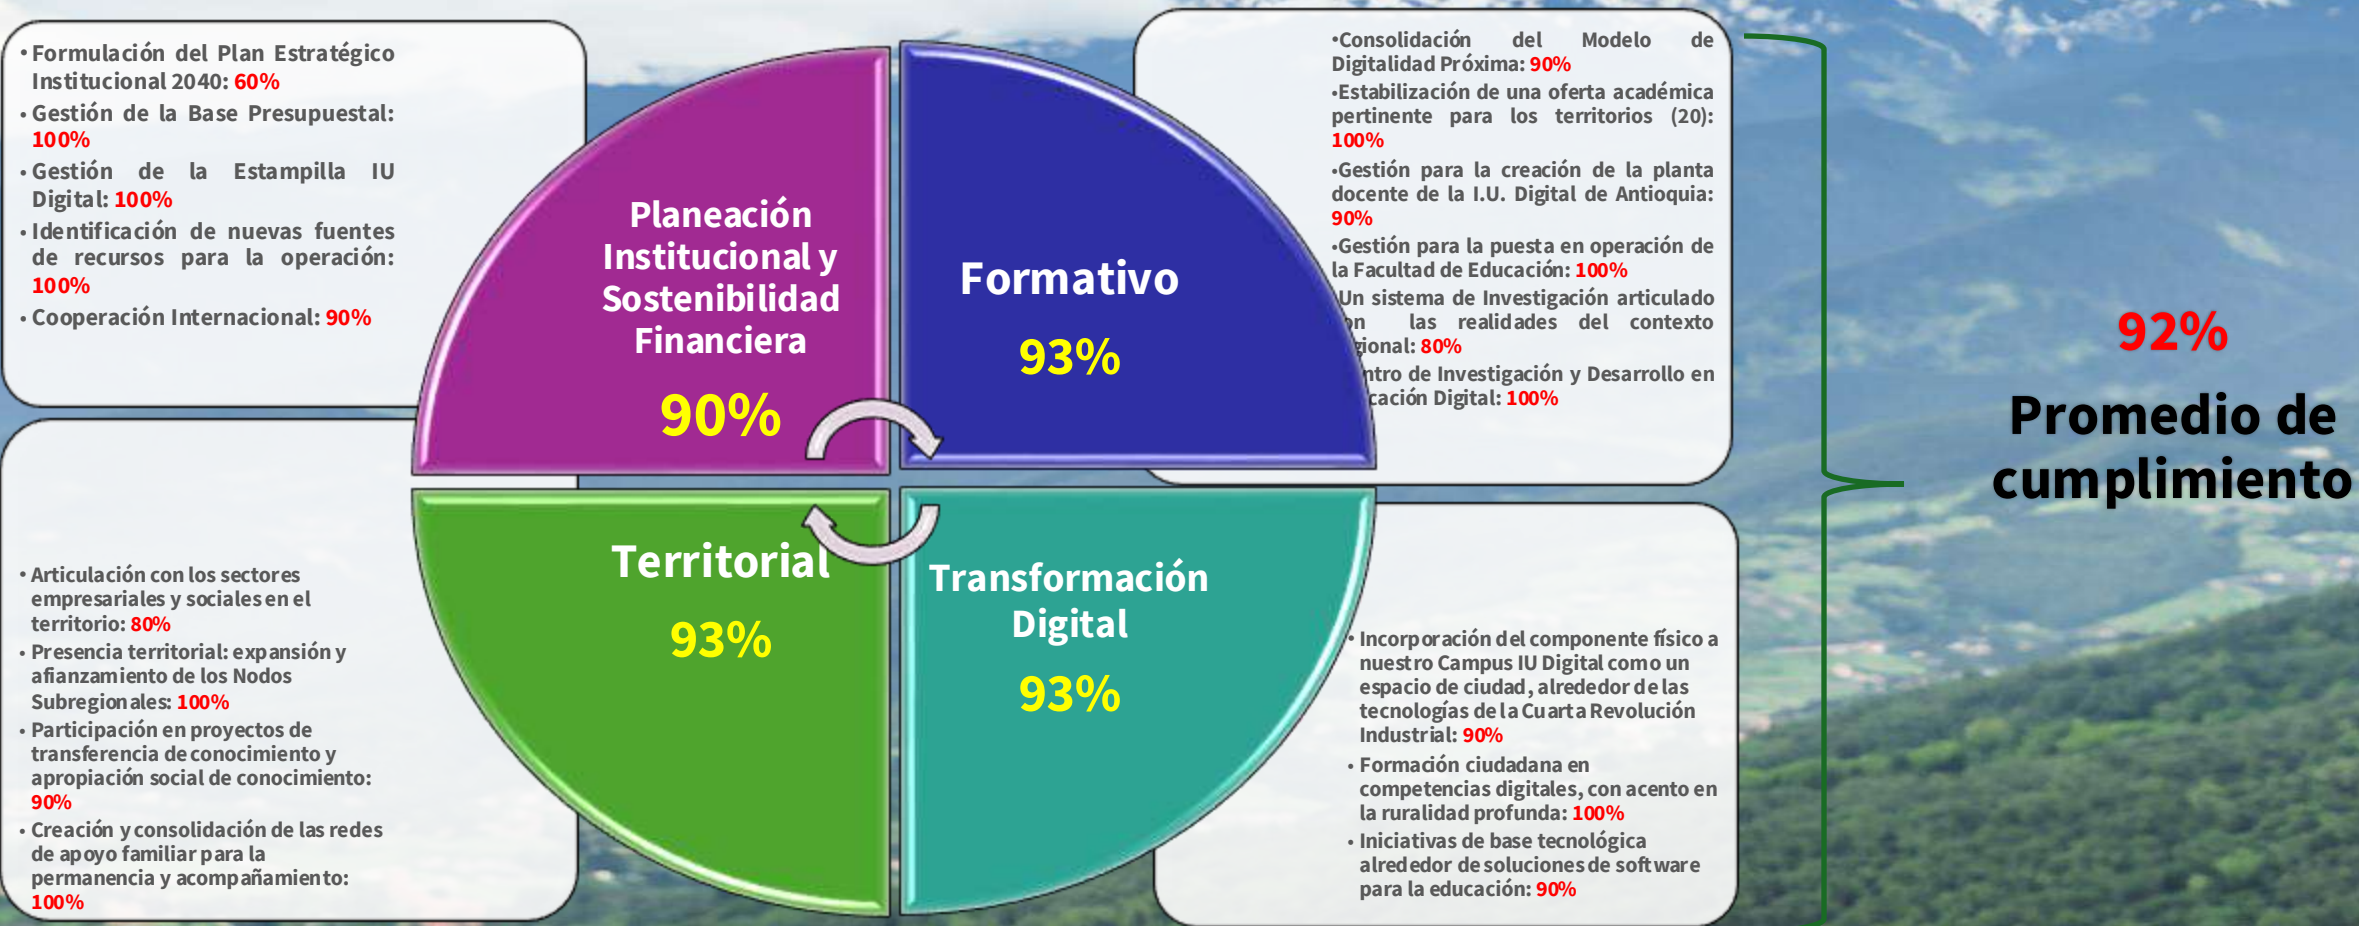 • Formulación del Plan Estratégico
Institucional 2040: 60%
• Gestión de la Base Presupuestal:
100%
• Gestión de la Estampilla IU
Digital: 100%
• Identificación de nuevas fuentes
de recursos para la operación:
100%
• Cooperación Internacional: 90%
Planeación
Institucional y
Sostenibilidad
Financiera
90%
Formativo
93%
•Consolidación del Modelo de
Digitalidad Próxima: 90%
•Estabilización de una oferta académica
pertinente para los territorios (20):
100%
•Gestión para la creación de la planta
docente de la I.U. Digital de Antioquia:
90%
•Gestión para la puesta en operación de
la Facultad de Educación: 100%
Un sistema de Investigación articulado
las realidades del contexto
80%
de Investigación y Desarrollo en
Digital: 100%
• Articulación con los sectores
empresariales y sociales en el
territorio: 80%
• Presencia territorial: expansión y
afianzamiento de los Nodos
Subregionales: 100%
• Participación en proyectos de
transferencia de conocimiento y
apropiación social de conocimiento:
90%
• Creación y consolidación de las redes
de apoyo familiar para la
permanencia y acompañamiento:
100%
Territorial
93%
Transformación
Digital
93%
• Incorporación del componente físico a
nuestro Campus IU Digital como un
espacio de ciudad, alrededor de las
tecnologías de la Cuarta Revolución
Industrial: 90%
• Formación ciudadana en
competencias digitales, con acento en
la ruralidad profunda: 100%
• Iniciativas de base tecnológica
alrededor de soluciones de software
para la educación: 90%
92%
Promedio de
cumplimiento